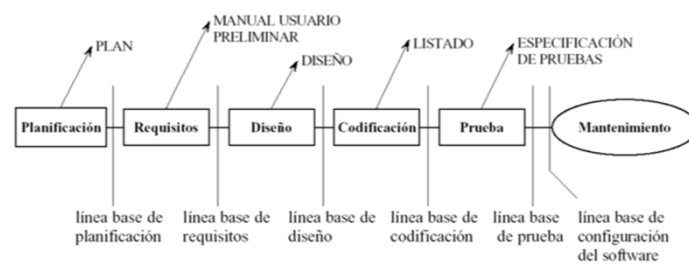 PLAN
MANUAL USUARIO
PRELIMINAR
DISEÑO
LISTADO
ESPECIFICACIÓN
DE PRUEBAS
Planificación
Requisitos
Diseño
Codificación
Prueba
Mantenimiento
línea base de
planificación
línea base de
requisitos
línea base de
diseño
línea base de
codificación
línea base
de prueba
línea base de
configuración
del software